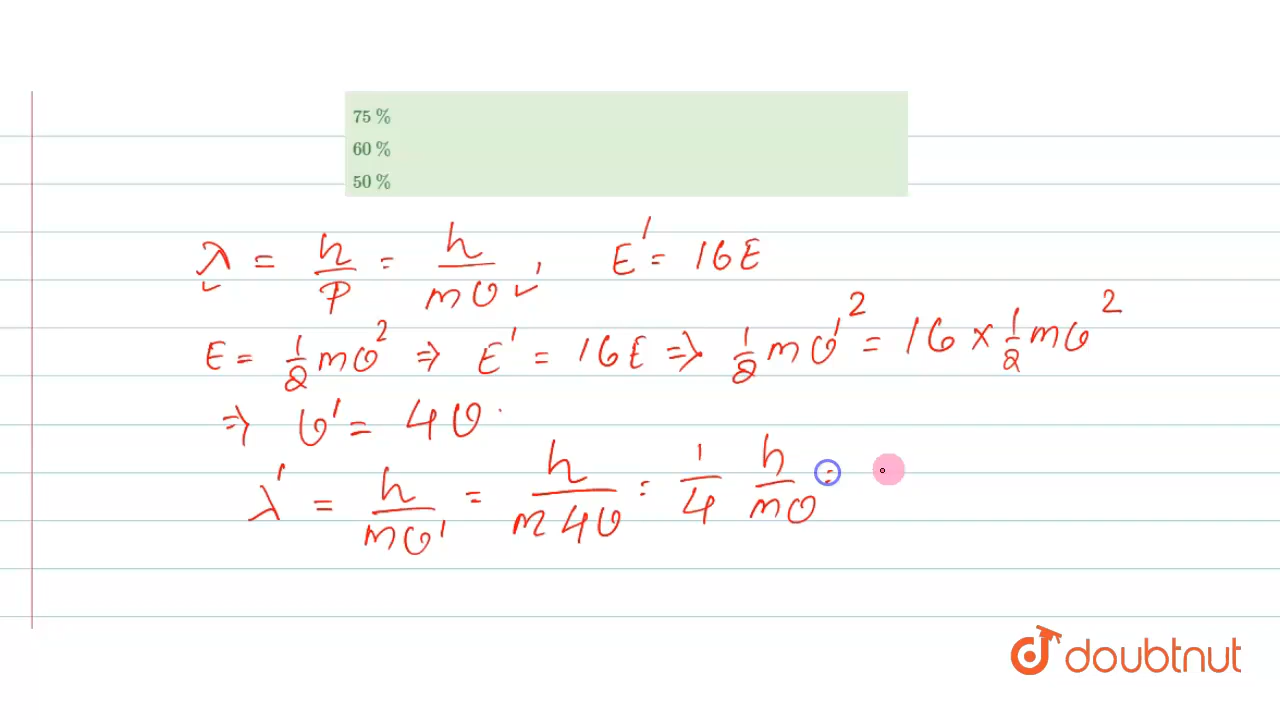 75 %
60 %
50 %
λ = h/P = h/mv, E' = 16E
E = 1/2 mv² ⇒ E' = 16E ⇒ 1/2 mv'² = 16 × 1/2 mv²
⇒ v' = 4v
λ' = h/mv' = h/m4v = 1/4 h/mv =
doubtnut